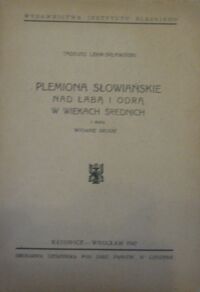 WYDAWNICTWA INSTYTUTU ŚLĄSKIEGO
TADEUSZ LEHR-SPŁAWIŃSKI
PLEMIONA SŁOWIAŃSKIE
NAD ŁABĄ I ODRĄ
W WIEKACH ŚREDNICH
WYDANIE DRUGIE
KATOWICE — WROCŁAW 1947